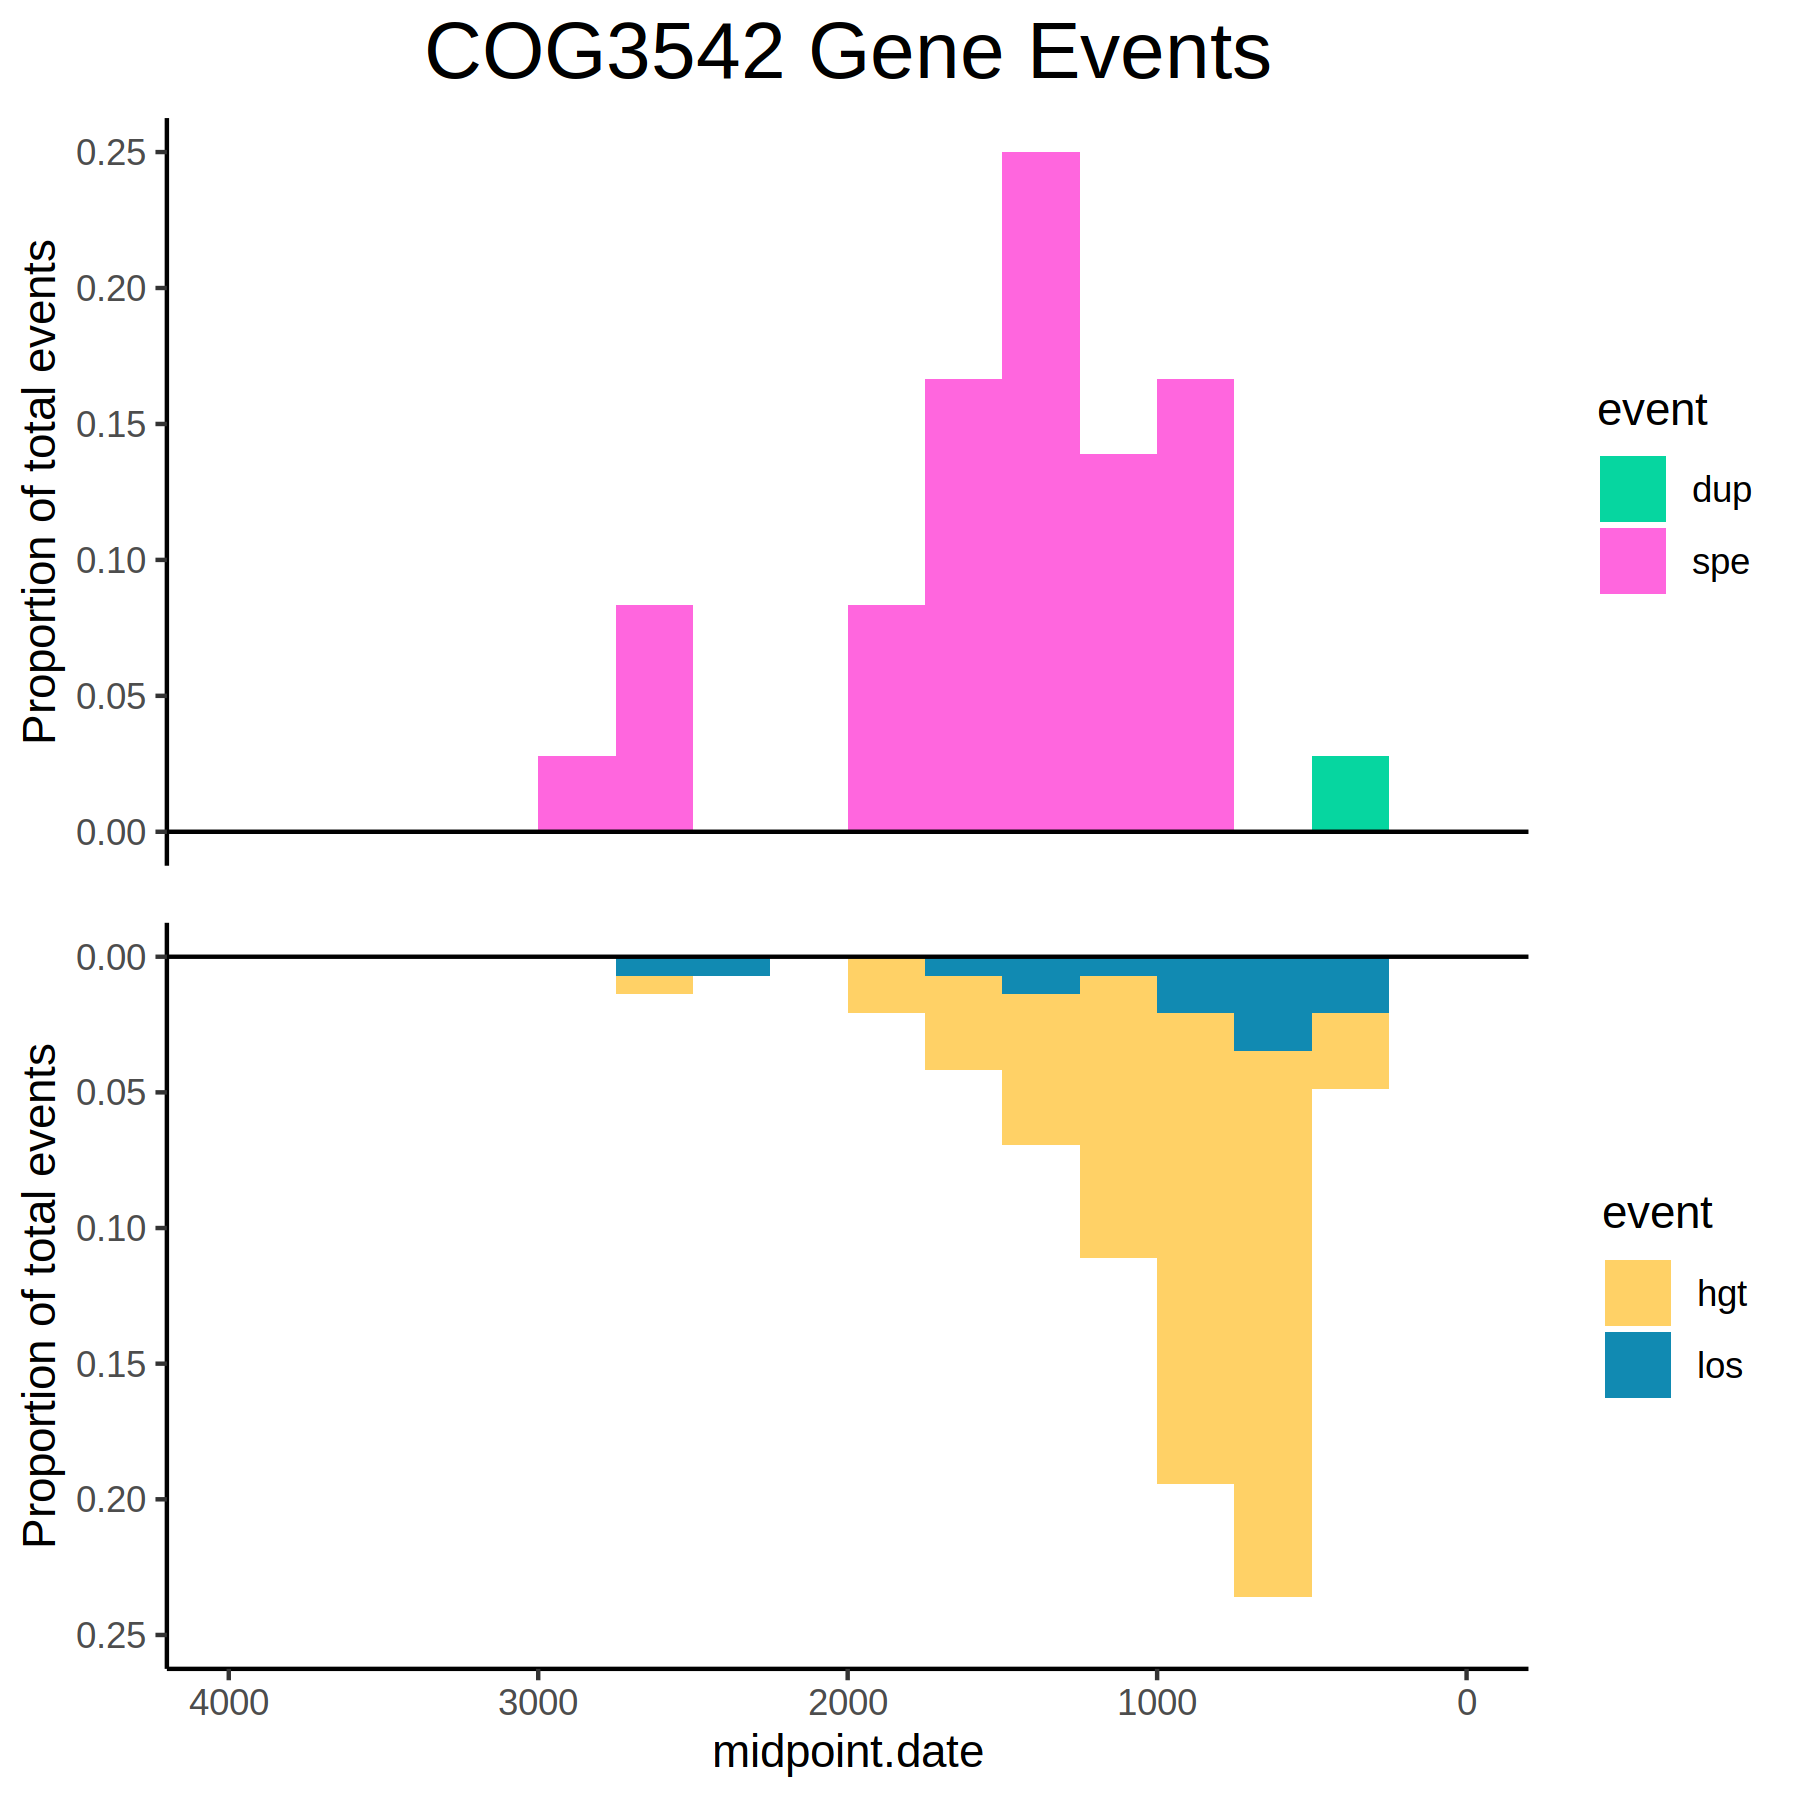 COG3542 Gene Events
Proportion of total events
0.25
0.20
0.15
0.10
0.05
0.00
event
dup
spe
Proportion of total events
0.00
0.05
0.10
0.15
0.20
0.25
event
hgt
los
4000 3000 2000 1000 0
midpoint.date